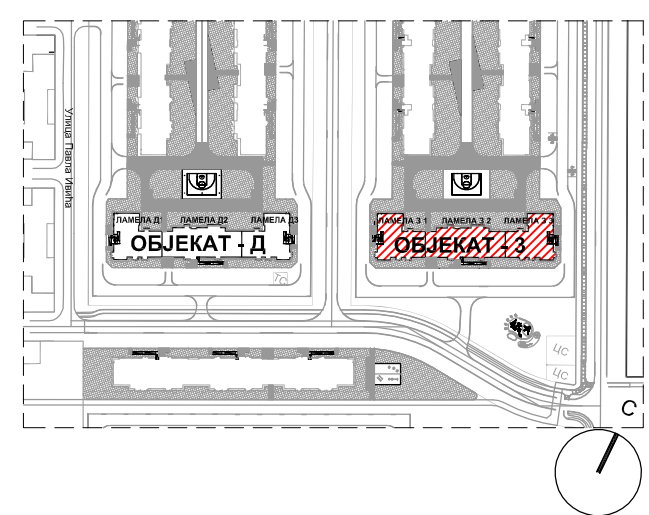 Улица Павла Ивића
ЛАМЕЛА Д1 ЛАМЕЛА Д2 ЛАМЕЛА Д3
ОБЈЕКАТ - Д
ЛАМЕЛА З 1 ЛАМЕЛА З 2 ЛАМЕЛА З 3
ОБЈЕКАТ - З
ТС
ЦС
ЦС
С